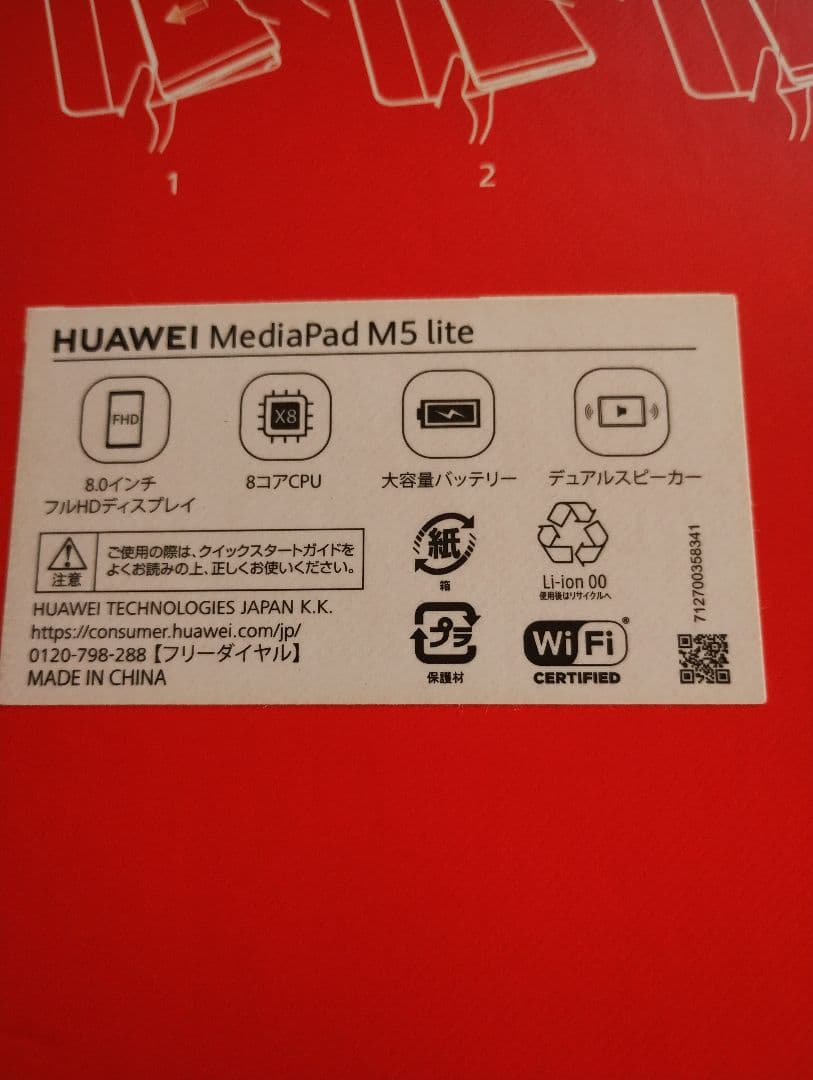 1
2
HUAWEI MediaPad M5 lite
FHD
X8
8.0インチ
フルHDディスプレイ
8コアCPU
大容量バッテリー
デュアルスピーカー
注意
ご使用の際は、クイックスタートガイドを
よくお読みの上、正しくお使いください。
紙
箱
Li-ion 00
使用後はリサイクルへ
HUAWEI TECHNOLOGIES JAPAN K.K.
https://consumer.huawei.com/jp/
0120-798-288【フリーダイヤル】
MADE IN CHINA
プラ
保護材
Wi Fi®
CERTIFIED
712700358341